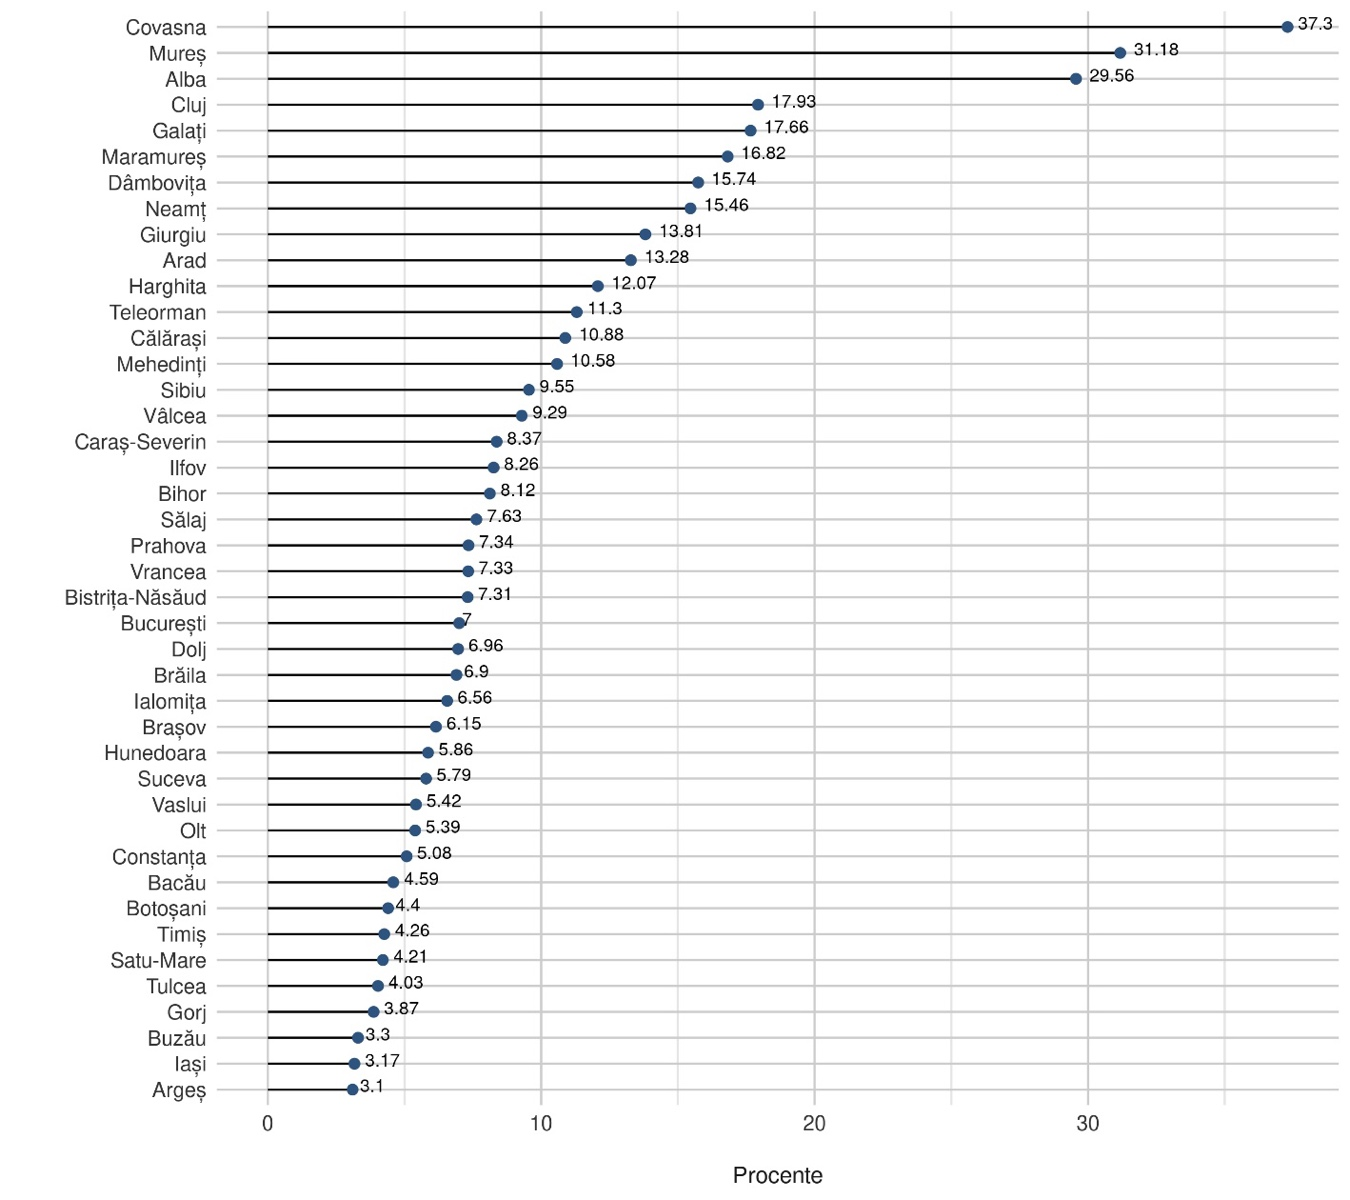 Covasna 37.3
Mureș 31.18
Alba 29.56
Cluj 17.93
Galați 17.66
Maramureș 16.82
Dâmbovița 15.74
Neamț 15.46
Giurgiu 13.81
Arad 13.28
Harghita 12.07
Teleorman 11.3
Călărași 10.88
Mehedinți 10.58
Sibiu 9.55
Vâlcea 9.29
Caraș-Severin 8.37
Ilfov 8.26
Bihor 8.12
Sălaj 7.63
Prahova 7.34
Vrancea 7.33
Bistrița-Năsăud 7.31
București 7
Dolj 6.96
Brăila 6.9
Ialomița 6.56
Brașov 6.15
Hunedoara 5.86
Suceva 5.79
Vaslui 5.42
Olt 5.39
Constanța 5.08
Bacău 4.59
Botoșani 4.4
Timiș 4.26
Satu-Mare 4.21
Tulcea 4.03
Gorj 3.87
Buzău 3.3
Iași 3.17
Argeș 3.1
0 10 20 30
Procente